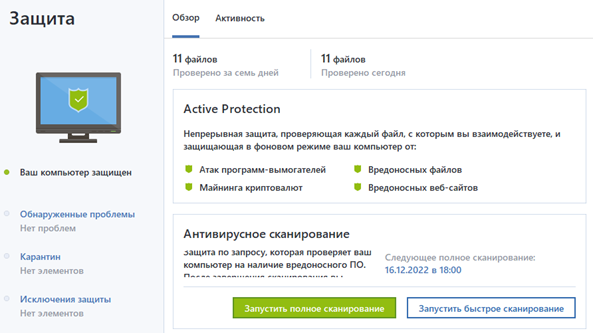 Защита
Обзор
Активность
11 файлов
Проверено за семь дней
11 файлов
Проверено сегодня
Active Protection
Непрерывная защита, проверяющая каждый файл, с которым вы взаимодействуете, и
защищающая в фоновом режиме ваш компьютер от:
Атак программ-вымогателей
Вредоносных файлов
Майнинга криптовалют
Вредоносных веб-сайтов
Ваш компьютер защищен
Обнаруженные проблемы
Нет проблем
Карантин
Нет элементов
Исключения защиты
Нет элементов
Антивирусное сканирование
Защита по запросу, которая проверяет ваш
компьютер на наличие вредоносного ПО.
После завершения сканирования вы
Следующее полное сканирование:
16.12.2022 в 18:00
Запустить полное сканирование
Запустить быстрое сканирование